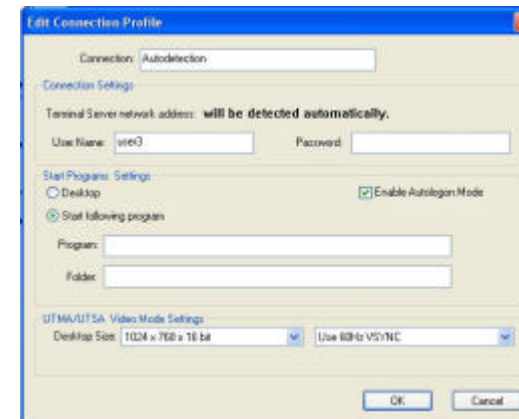 Edit Connection Profile
Connection: Autodetection
Connection Settings
Terminal Server network address: will be detected automatically.
User Name: user3 Password:
Start Programs Settings
Desktop Enable Autologon Mode
Start following program
Program:
Folder:
UTMA/UTSA Video Mode Settings
Desktop Size: 1024 x 768 x 16 bit Use 60Hz VSYNC
OK Cancel